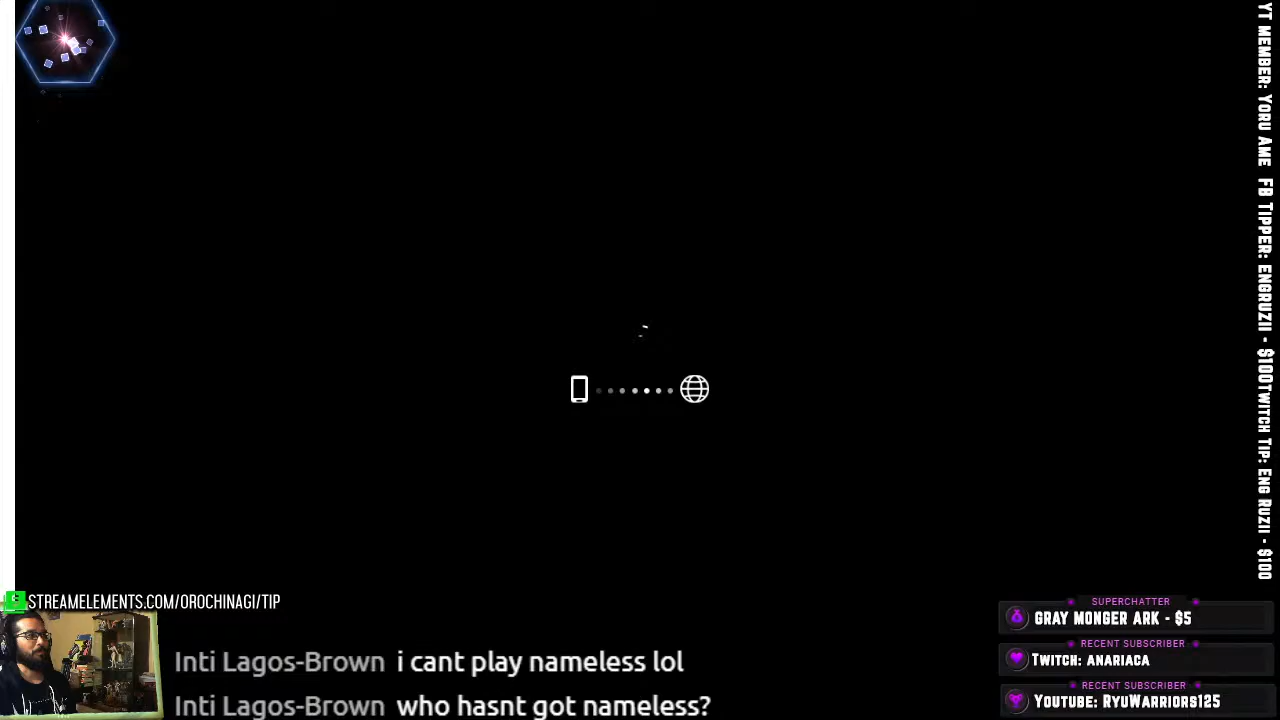 YT MEMBER: YORU AME FB TIPPER: ENGRUZII - $100TWITCH TIP: ENG RUZII - $100
STREAMELEMENTS.COM/OROCHINAGI/TIP
Inti Lagos-Brown i cant play nameless lol
Inti Lagos-Brown who hasnt got nameless?
SUPERCHATTER
GRAY MONGER ARK - $5
RECENT SUBSCRIBER
TWITCH: ANARIACA
RECENT SUBSCRIBER
YOUTUBE: RYUWARRIORS125